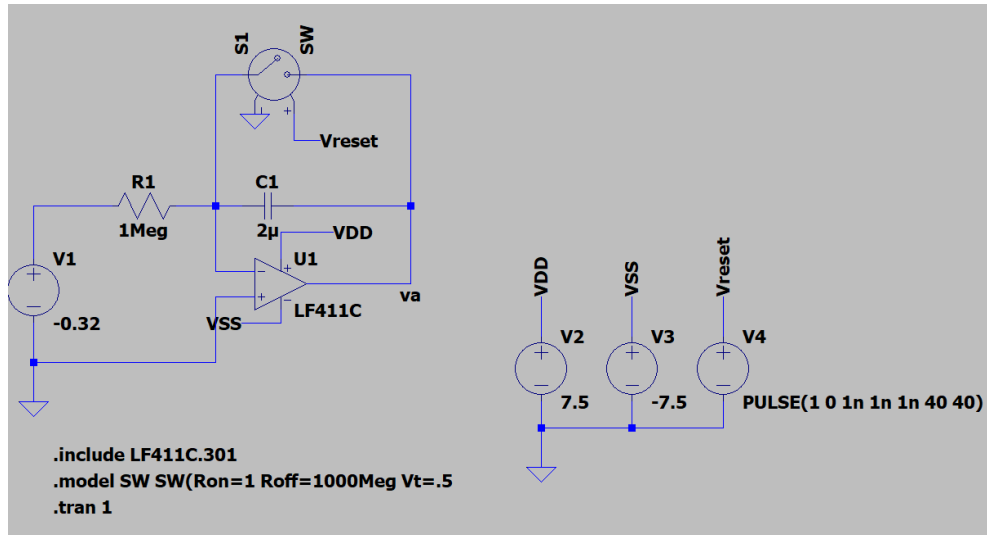 S1
SW
Vreset
R1
1Meg
C1
2µ
VDD
U1
LF411C
VSS
va
V1
-0.32
VDD
VSS
Vreset
V2
7.5
V3
-7.5
V4
PULSE(1 0 1n 1n 1n 40 40)
.include LF411C.301
.model SW SW(Ron=1 Roff=1000Meg Vt=.5
.tran 1